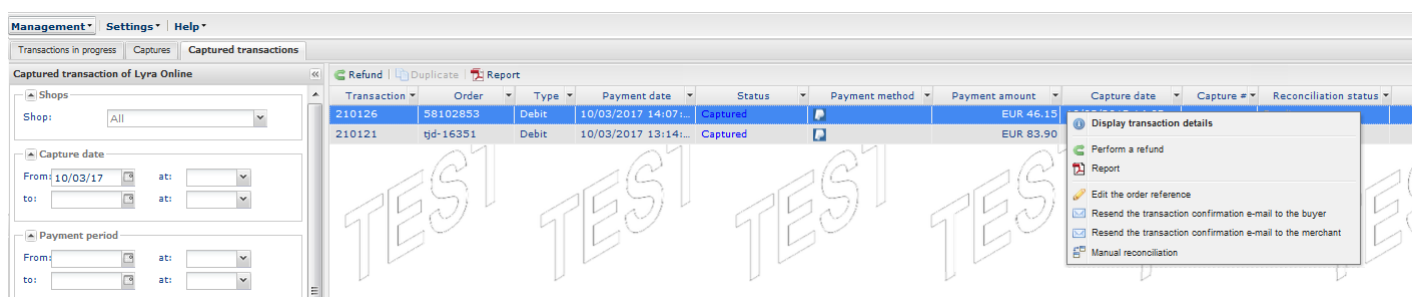 Management Settings Help
Transactions in progress Captures Captured transactions
Captured transaction of Lyra Online
Shops
Shop: All
Capture date
From: 10/03/17 at:
to: at:
Payment period
From: at:
to: at:
Refund Duplicate Report
Transaction Order Type Payment date Status Payment method Payment amount Capture date Capture # Reconciliation status
210126 58102853 Debit 10/03/2017 14:07:... Captured EUR 46.15
210121 tjd-16351 Debit 10/03/2017 13:14:... Captured EUR 83.90
Display transaction details
Perform a refund
Report
Edit the order reference
Resend the transaction confirmation e-mail to the buyer
Resend the transaction confirmation e-mail to the merchant
Manual reconciliation
TEST TEST TEST TEST